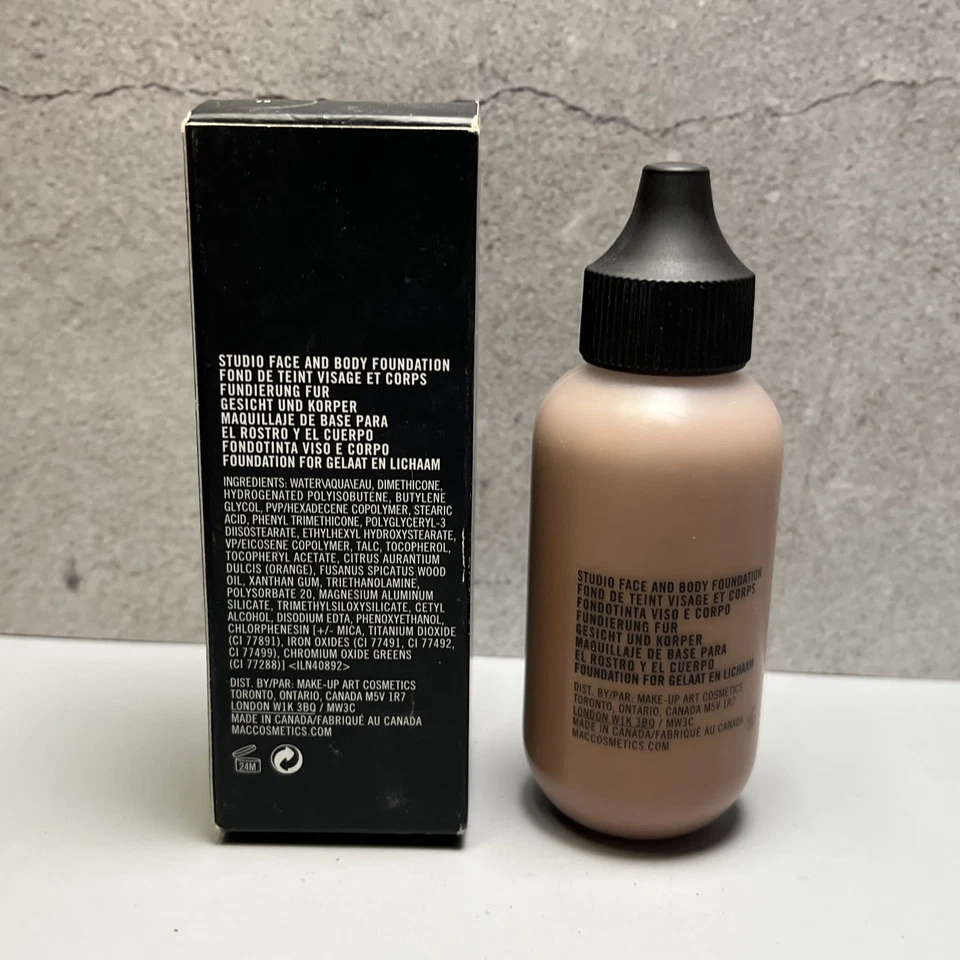 STUDIO FACE AND BODY FOUNDATION
FOND DE TEINT VISAGE ET CORPS
FUNDIERUNG FUR
GESICHT UND KORPER
MAQUILLAJE DE BASE PARA
EL ROSTRO Y EL CUERPO
FONDOTINTA VISO E CORPO
FOUNDATION FOR GELAAT EN LICHAAM
INGREDIENTS: WATER\AQUA\EAU, DIMETHICONE,
HYDROGENATED POLYISOBUTENE, BUTYLENE
GLYCOL, PVP/HEXADECENE COPOLYMER, STEARIC
ACID, PHENYL TRIMETHICONE, POLYGLYCERYL-3
DIISOSTEARATE, ETHYLHEXYL HYDROXYSTEARATE,
VP/EICOSENE COPOLYMER, TALC, TOCOPHEROL,
TOCOPHERYL ACETATE, CITRUS AURANTIUM
DULCIS (ORANGE), FUSANUS SPICATUS WOOD
OIL, XANTHAN GUM, TRIETHANOLAMINE,
POLYSORBATE 20, MAGNESIUM ALUMINUM
SILICATE, TRIMETHYLSILOXYSILICATE, CETYL
ALCOHOL, DISODIUM EDTA, PHENOXYETHANOL,
CHLORPHENESIN [+/- MICA, TITANIUM DIOXIDE
(CI 77891), IRON OXIDES (CI 77491, CI 77492,
CI 77499), CHROMIUM OXIDE GREENS
(CI 77288)] <ILN40892>
DIST. BY/PAR: MAKE-UP ART COSMETICS
TORONTO, ONTARIO, CANADA M5V 1R7
LONDON W1K 3BQ / MW3C
MADE IN CANADA/FABRIQUÉ AU CANADA
MACCOSMETICS.COM
24M
STUDIO FACE AND BODY FOUNDATION
FOND DE TEINT VISAGE ET CORPS
FONDOTINTA VISO E CORPO
FUNDIERUNG FUR
GESICHT UND KORPER
MAQUILLAJE DE BASE PARA
EL ROSTRO Y EL CUERPO
FOUNDATION FOR GELAAT EN LICHAAM
DIST. BY/PAR: MAKE-UP ART COSMETICS
TORONTO, ONTARIO, CANADA M5V 1R7
LONDON W1K 3BQ / MW3C
MADE IN CANADA/FABRIQUÉ AU CANADA
MACCOSMETICS.COM